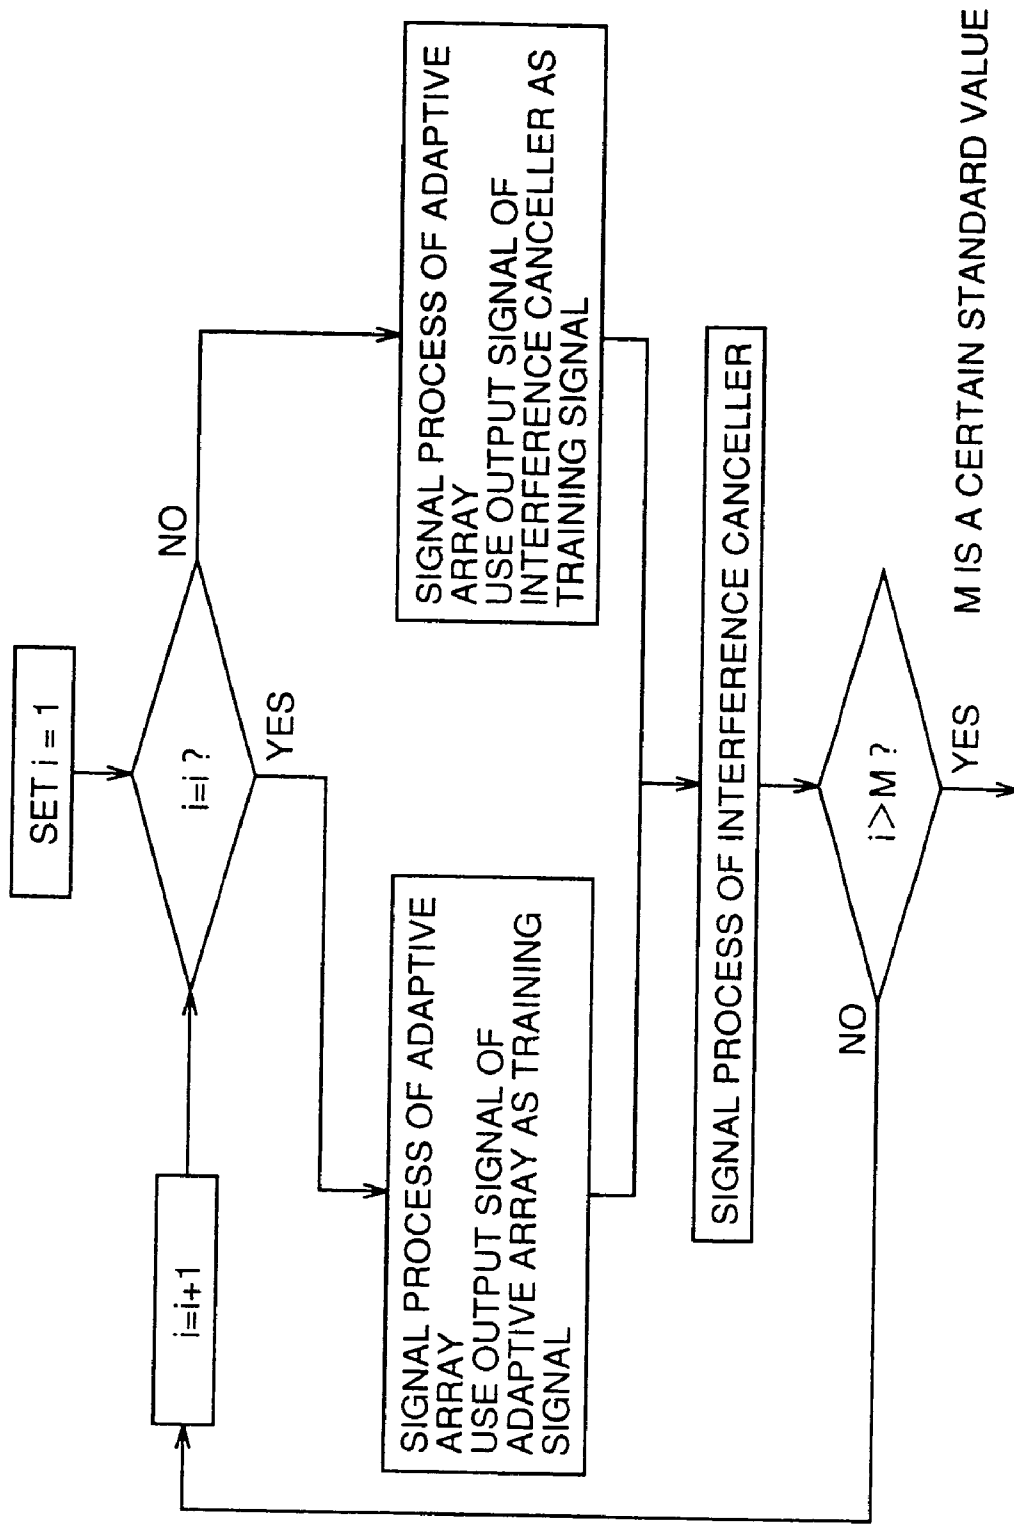 SET i = 1
i=i ?
NO
YES
i=i+1
SIGNAL PROCESS OF ADAPTIVE
ARRAY
USE OUTPUT SIGNAL OF
ADAPTIVE ARRAY AS TRAINING
SIGNAL
SIGNAL PROCESS OF ADAPTIVE
ARRAY
USE OUTPUT SIGNAL OF
INTERFERENCE CANCELLER AS
TRAINING SIGNAL
SIGNAL PROCESS OF INTERFERENCE CANCELLER
i>M ?
NO
YES
M IS A CERTAIN STANDARD VALUE